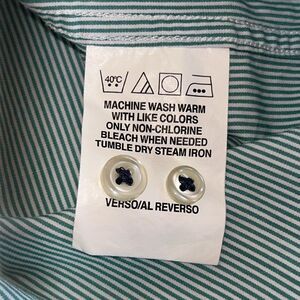 40°C
MACHINE WASH WARM
WITH LIKE COLORS
ONLY NON-CHLORINE
BLEACH WHEN NEEDED
TUMBLE DRY STEAM IRON
VERSO/AL REVERSO